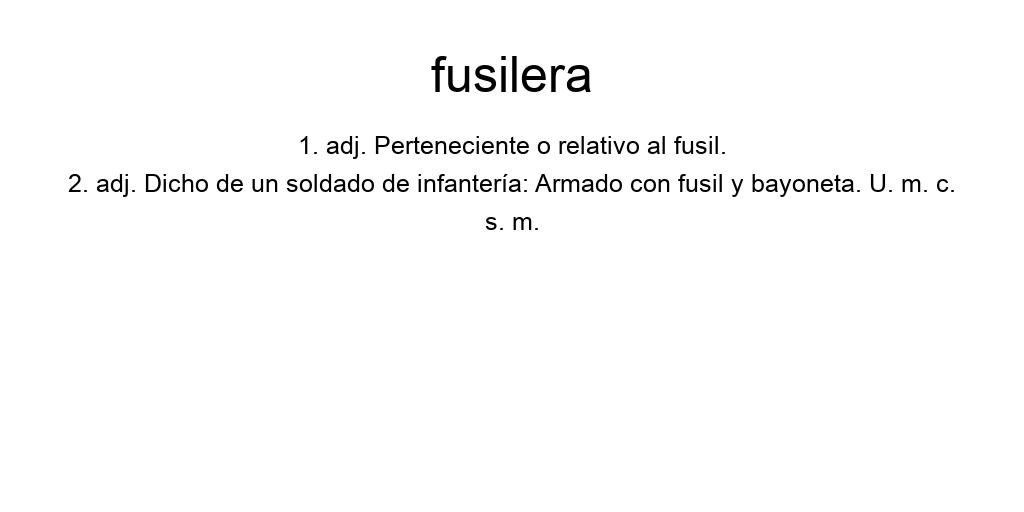 fusilera
1. adj. Perteneciente o relativo al fusil.
2. adj. Dicho de un soldado de infantería: Armado con fusil y bayoneta. U. m. c.
s. m.